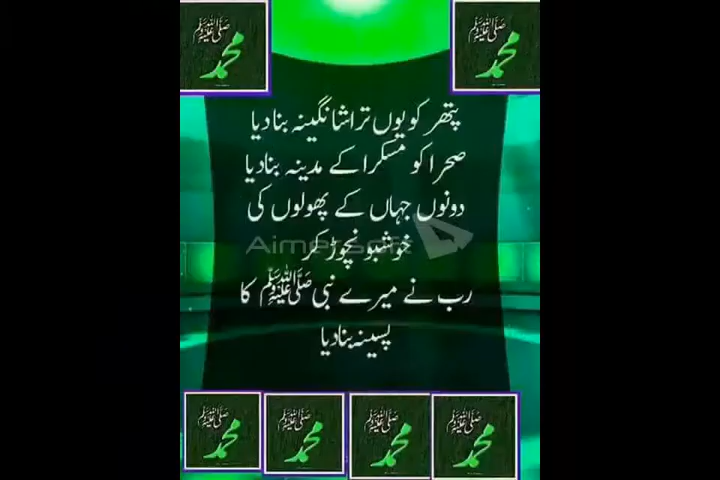 صلى الله عليه وسلم
محمد
صلى الله عليه وسلم
محمد
پتھر کو یوں تراشا نگینہ بنا دیا
صحرا کو مسکرا کے مدینہ بنا دیا
دونوں جہاں کے پھولوں کی
خوشبو نچوڑ کر
Aimersoft
رب نے میرے نبی ﷺ کا
پسینہ بنا دیا
صلى الله عليه وسلم
محمد
صلى الله عليه وسلم
محمد
صلى الله عليه وسلم
محمد
صلى الله عليه وسلم
محمد